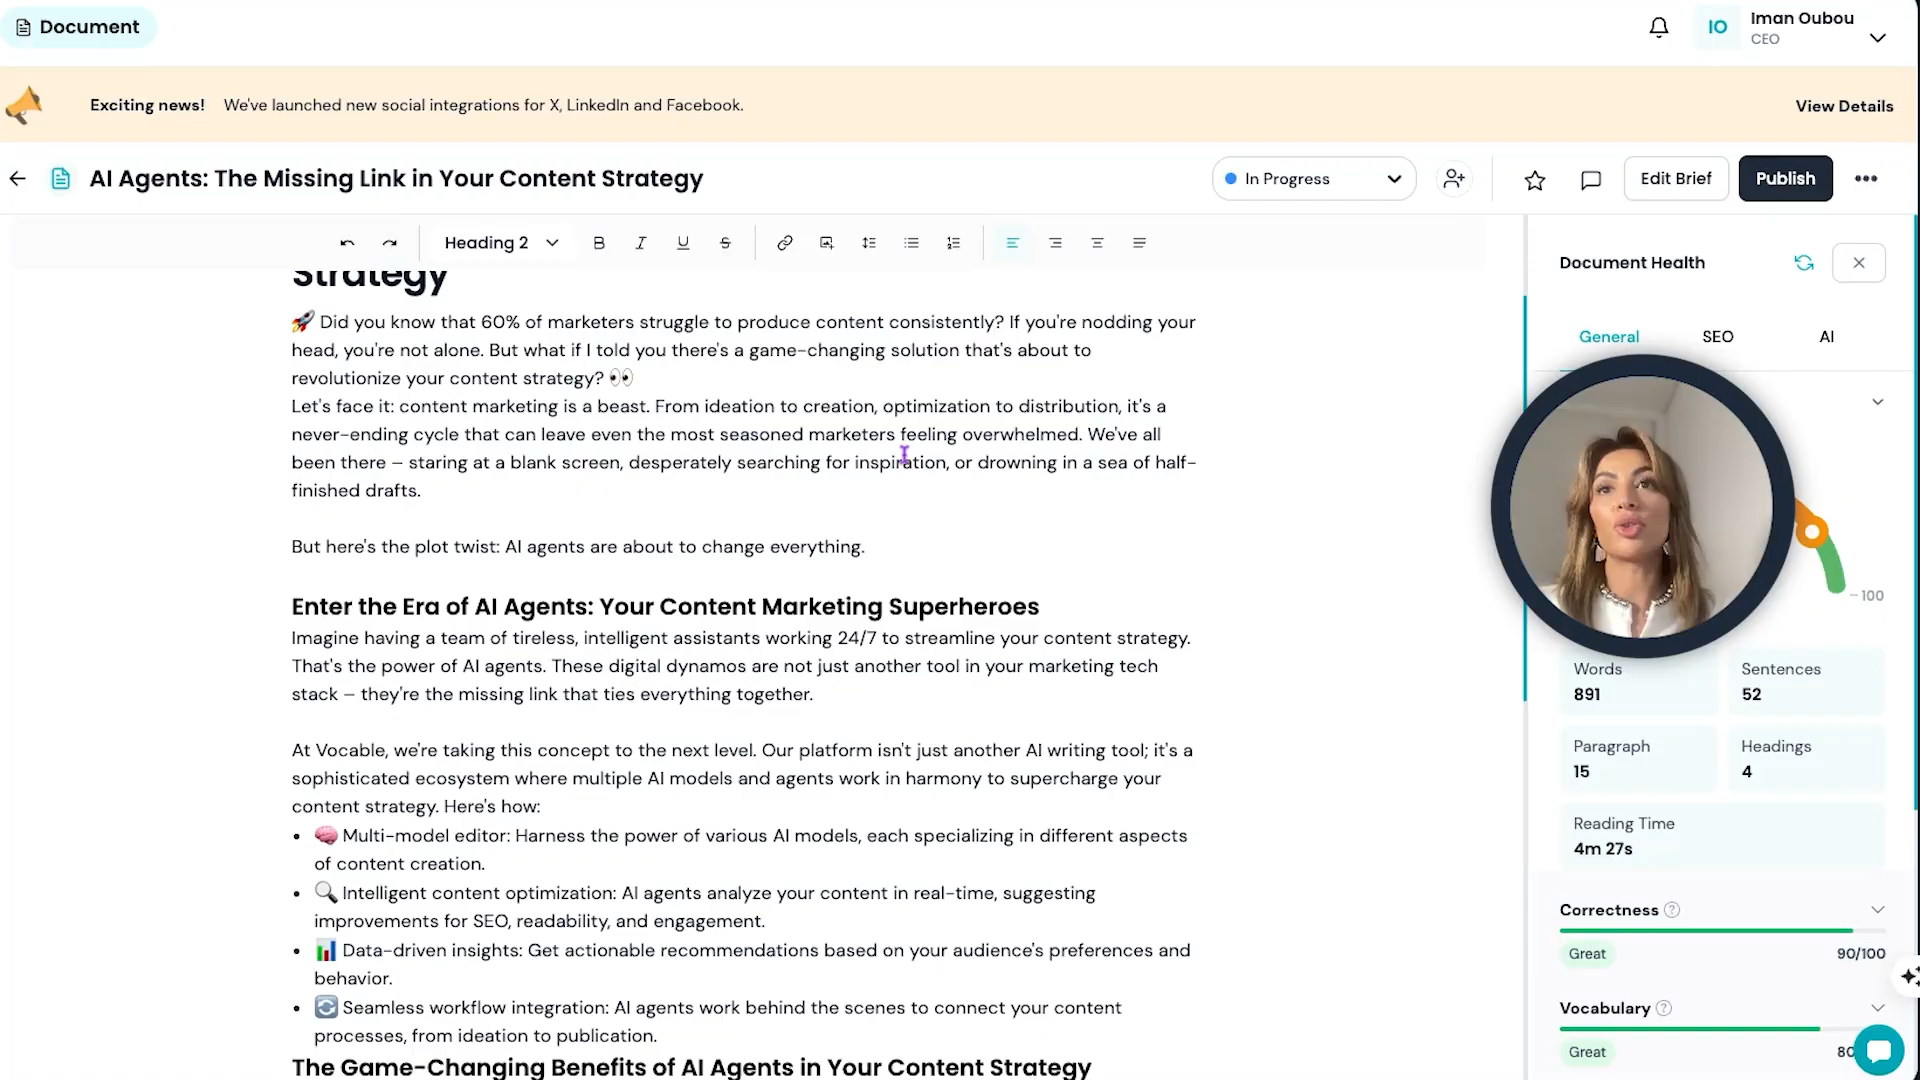 Document
IO
Iman Oubou
CEO
Exciting news! We've launched new social integrations for X, LinkedIn and Facebook.
View Details
AI Agents: The Missing Link in Your Content Strategy
In Progress
Edit Brief
Publish
Heading 2
Strategy
🚀 Did you know that 60% of marketers struggle to produce content consistently? If you're nodding your
head, you're not alone. But what if I told you there's a game-changing solution that's about to
revolutionize your content strategy? 👀
Let's face it: content marketing is a beast. From ideation to creation, optimization to distribution, it's a
never-ending cycle that can leave even the most seasoned marketers feeling overwhelmed. We've all
been there – staring at a blank screen, desperately searching for inspiration, or drowning in a sea of half-
finished drafts.
But here's the plot twist: AI agents are about to change everything.
Enter the Era of AI Agents: Your Content Marketing Superheroes
Imagine having a team of tireless, intelligent assistants working 24/7 to streamline your content strategy.
That's the power of AI agents. These digital dynamos are not just another tool in your marketing tech
stack – they're the missing link that ties everything together.
At Vocable, we're taking this concept to the next level. Our platform isn't just another AI writing tool; it's a
sophisticated ecosystem where multiple AI models and agents work in harmony to supercharge your
content strategy. Here's how:
• 🧠 Multi-model editor: Harness the power of various AI models, each specializing in different aspects
of content creation.
• 🔍 Intelligent content optimization: AI agents analyze your content in real-time, suggesting
improvements for SEO, readability, and engagement.
• 📊 Data-driven insights: Get actionable recommendations based on your audience's preferences and
behavior.
• 🔄 Seamless workflow integration: AI agents work behind the scenes to connect your content
processes, from ideation to publication.
The Game-Changing Benefits of AI Agents in Your Content Strategy
Document Health
General
SEO
AI
100
Words
891
Sentences
52
Paragraph
15
Headings
4
Reading Time
4m 27s
Correctness
Great
90/100
Vocabulary
Great